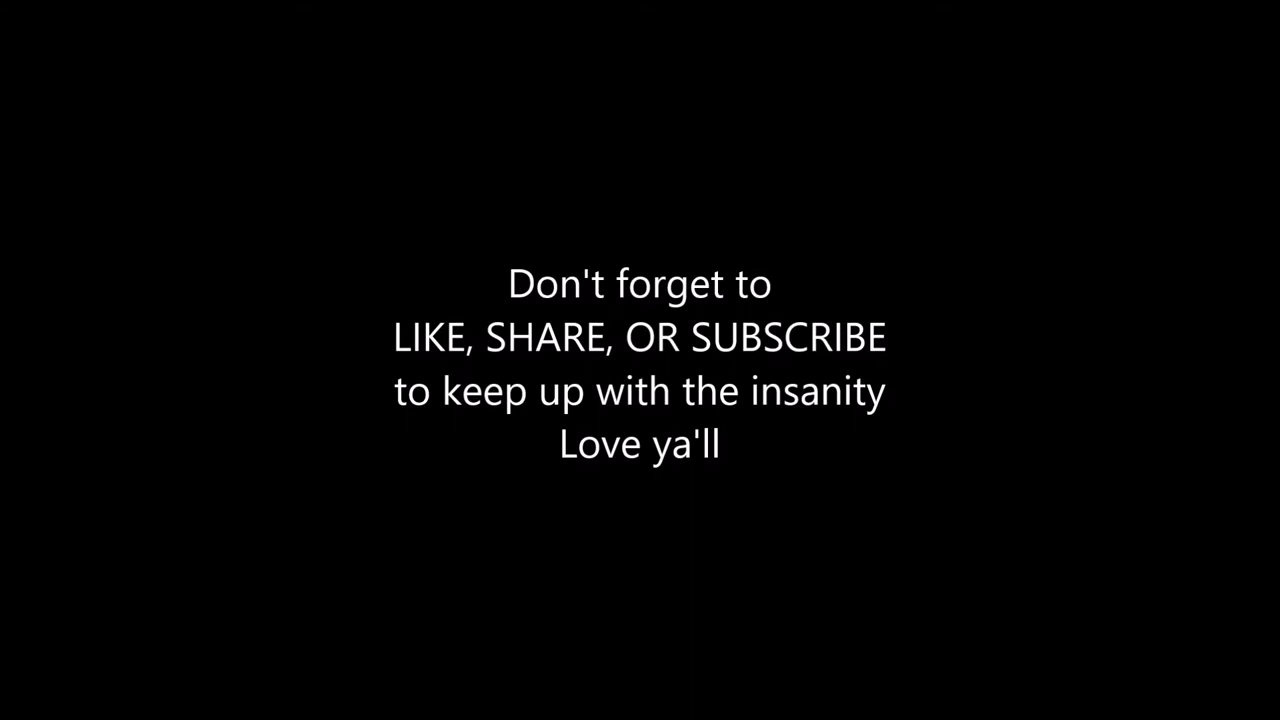 Don't forget to
LIKE, SHARE, OR SUBSCRIBE
to keep up with the insanity
Love ya'll